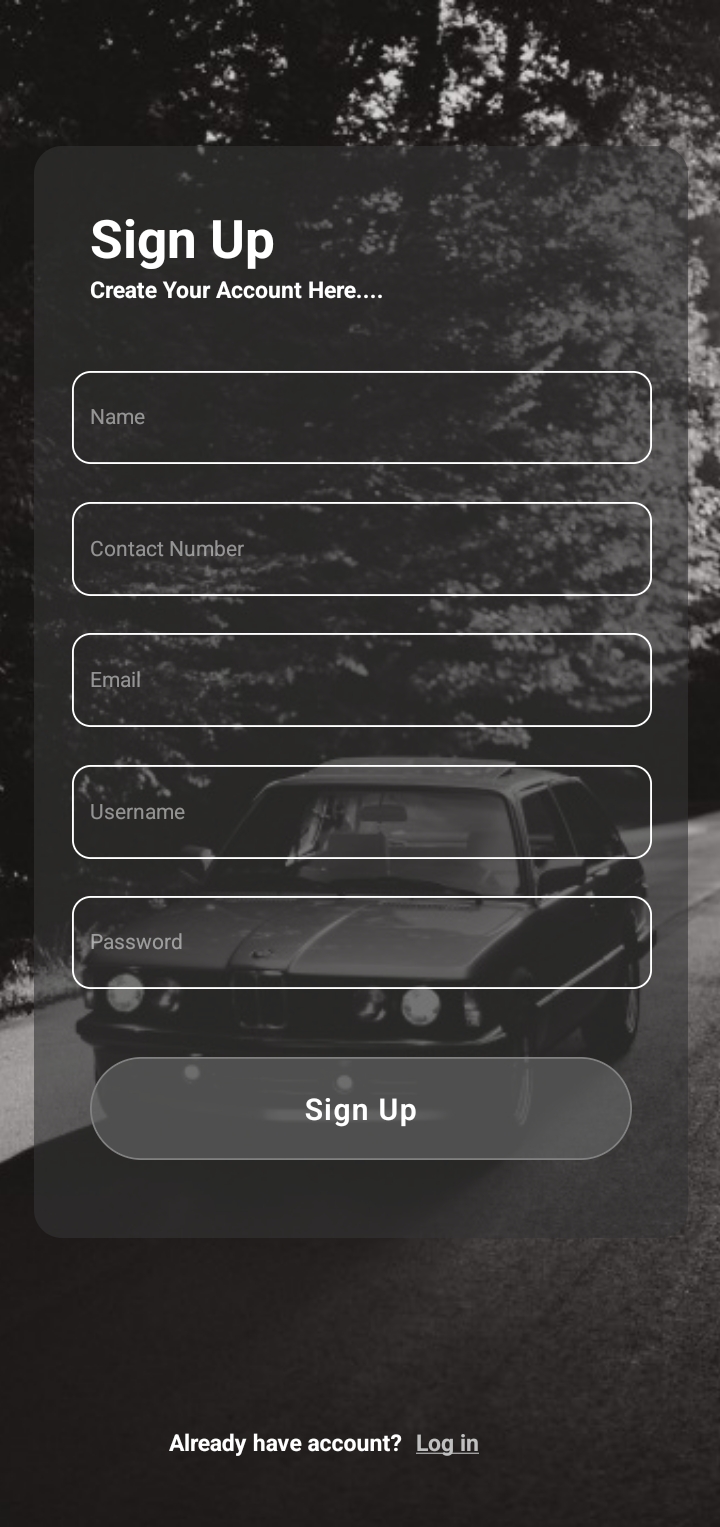 Sign Up
Create Your Account Here....
Name
Contact Number
Email
Username
Password
Sign Up
Already have account? Log in